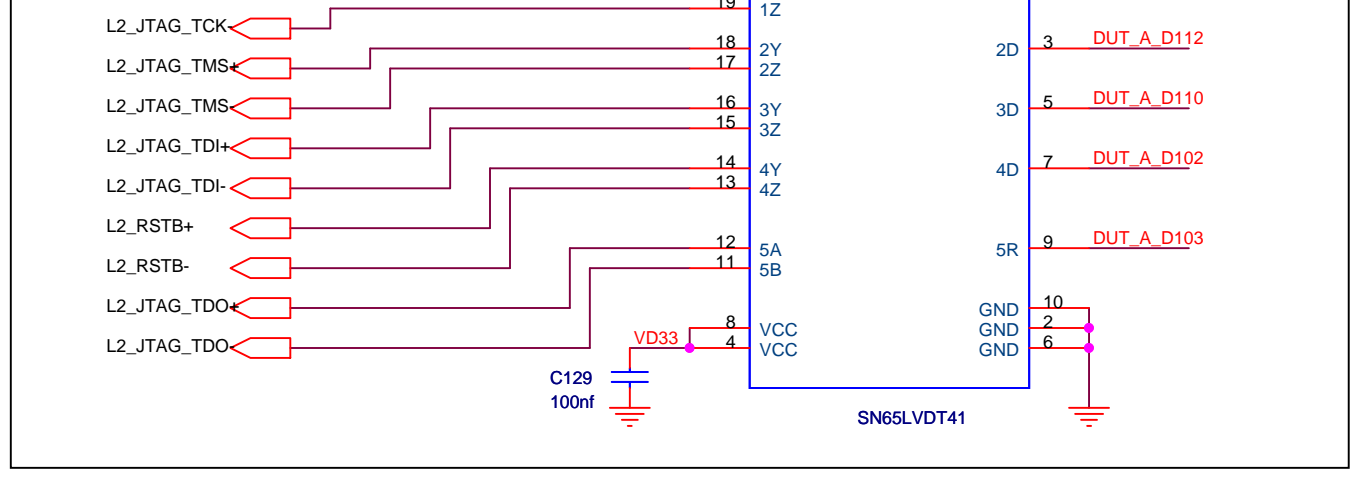 19
1Z
L2_JTAG_TCK-
18 2Y 2D 3 DUT_A_D112
L2_JTAG_TMS+
17 2Z
L2_JTAG_TMS-
16 3Y 3D 5 DUT_A_D110
15 3Z
L2_JTAG_TDI+
14 4Y 4D 7 DUT_A_D102
L2_JTAG_TDI-
13 4Z
L2_RSTB+
12 5A 5R 9 DUT_A_D103
L2_RSTB-
11 5B
L2_JTAG_TDO+
GND 10
8 VCC GND 2
L2_JTAG_TDO-
VD33 4 VCC GND 6
C129
100nf
SN65LVDT41